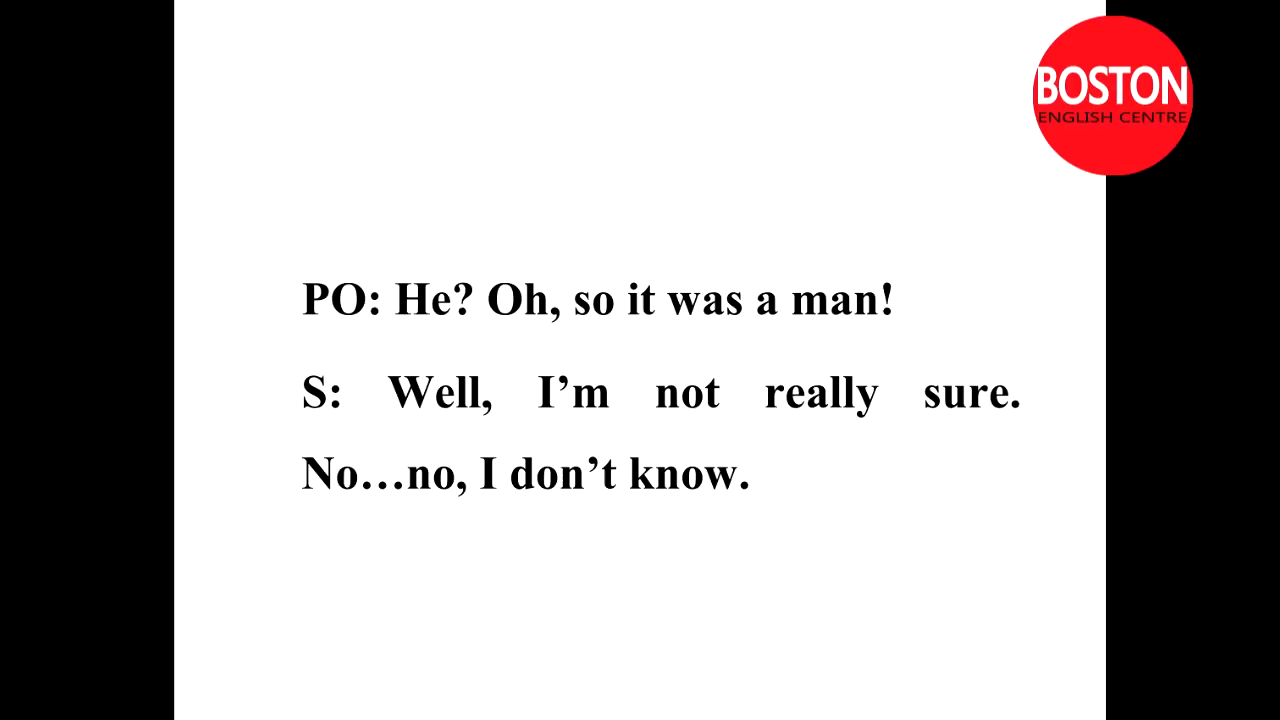 BOSTON
ENGLISH CENTRE
PO: He? Oh, so it was a man!
S: Well, I’m not really sure.
No…no, I don’t know.